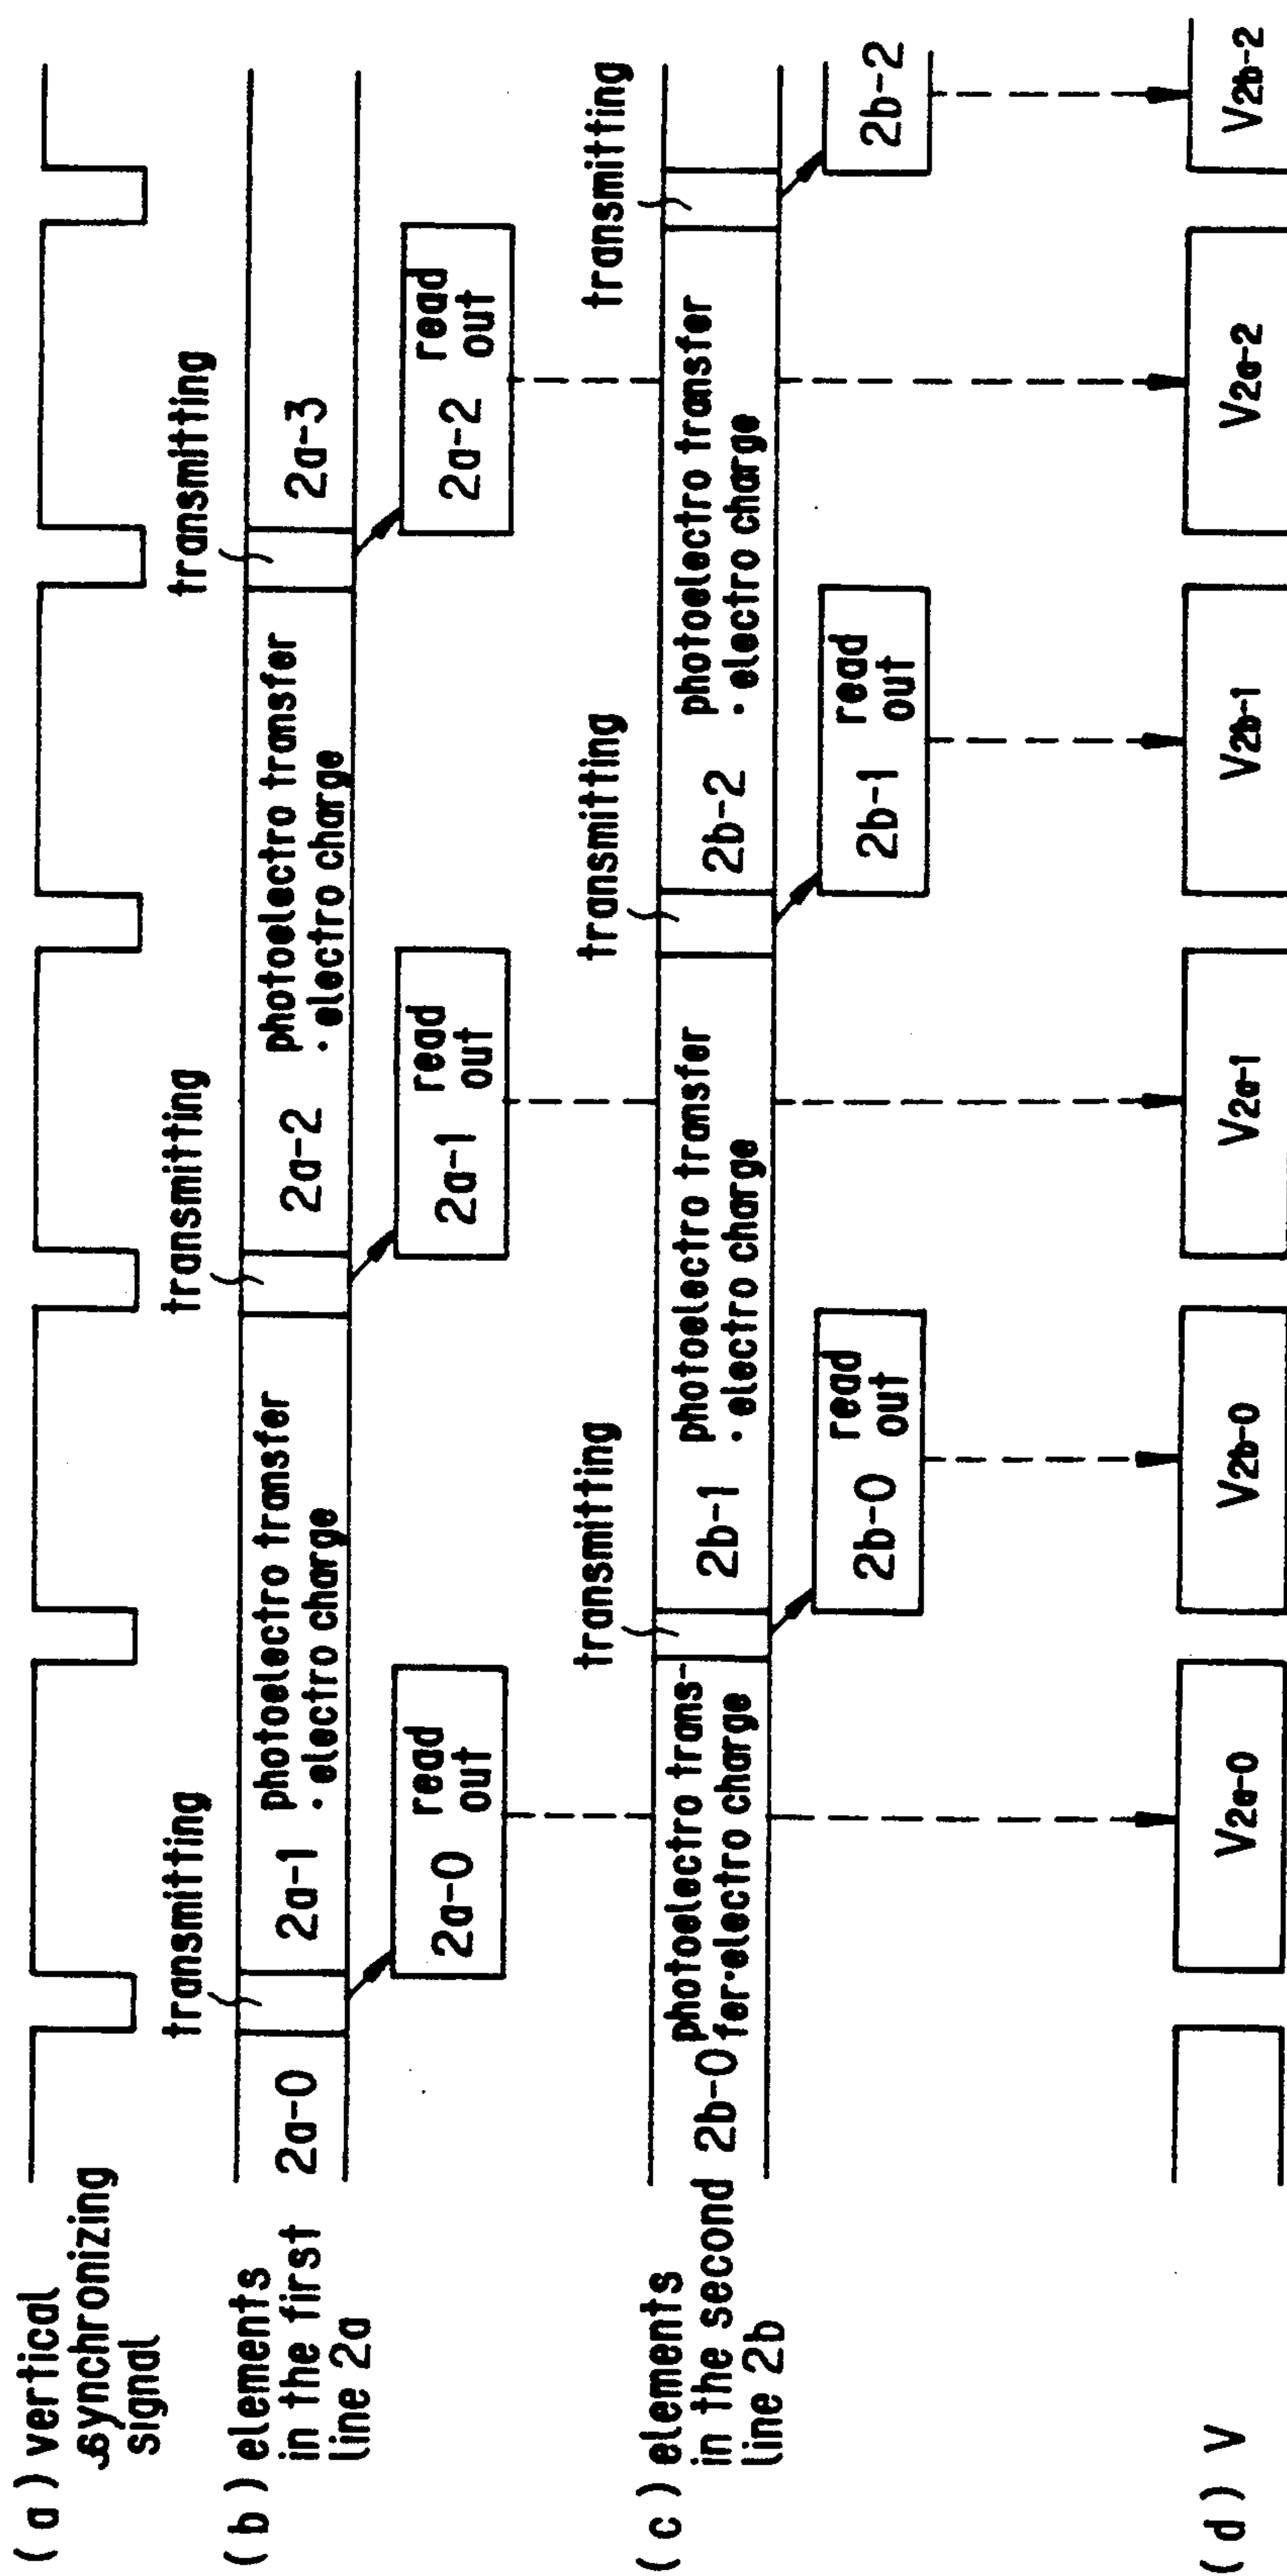 (a) vertical
synchronizing
signal
(b) elements
in the first
line 2a
2a-0
transmitting
2a-1
photoelectro transfer
·electro charge
transmitting
2a-2
photoelectro transfer
·electro charge
transmitting
2a-3
2a-0
read
out
2a-1
read
out
2a-2
read
out
(c) elements
in the second
line 2b
2b-0
photoelectro trans-
fer·electro charge
transmitting
2b-1
photoelectro transfer
·electro charge
transmitting
2b-2
photoelectro transfer
·electro charge
transmitting
2b-0
read
out
2b-1
read
out
2b-2
(d) V
V2a-0
V2b-0
V2a-1
V2b-1
V2a-2
V2b-2